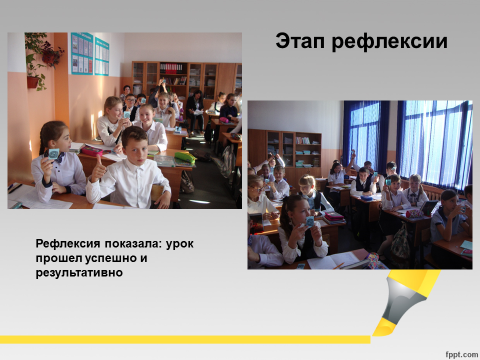 Этап рефлексии
Рефлексия показала: урок
прошел успешно и
результативно
fppt.com